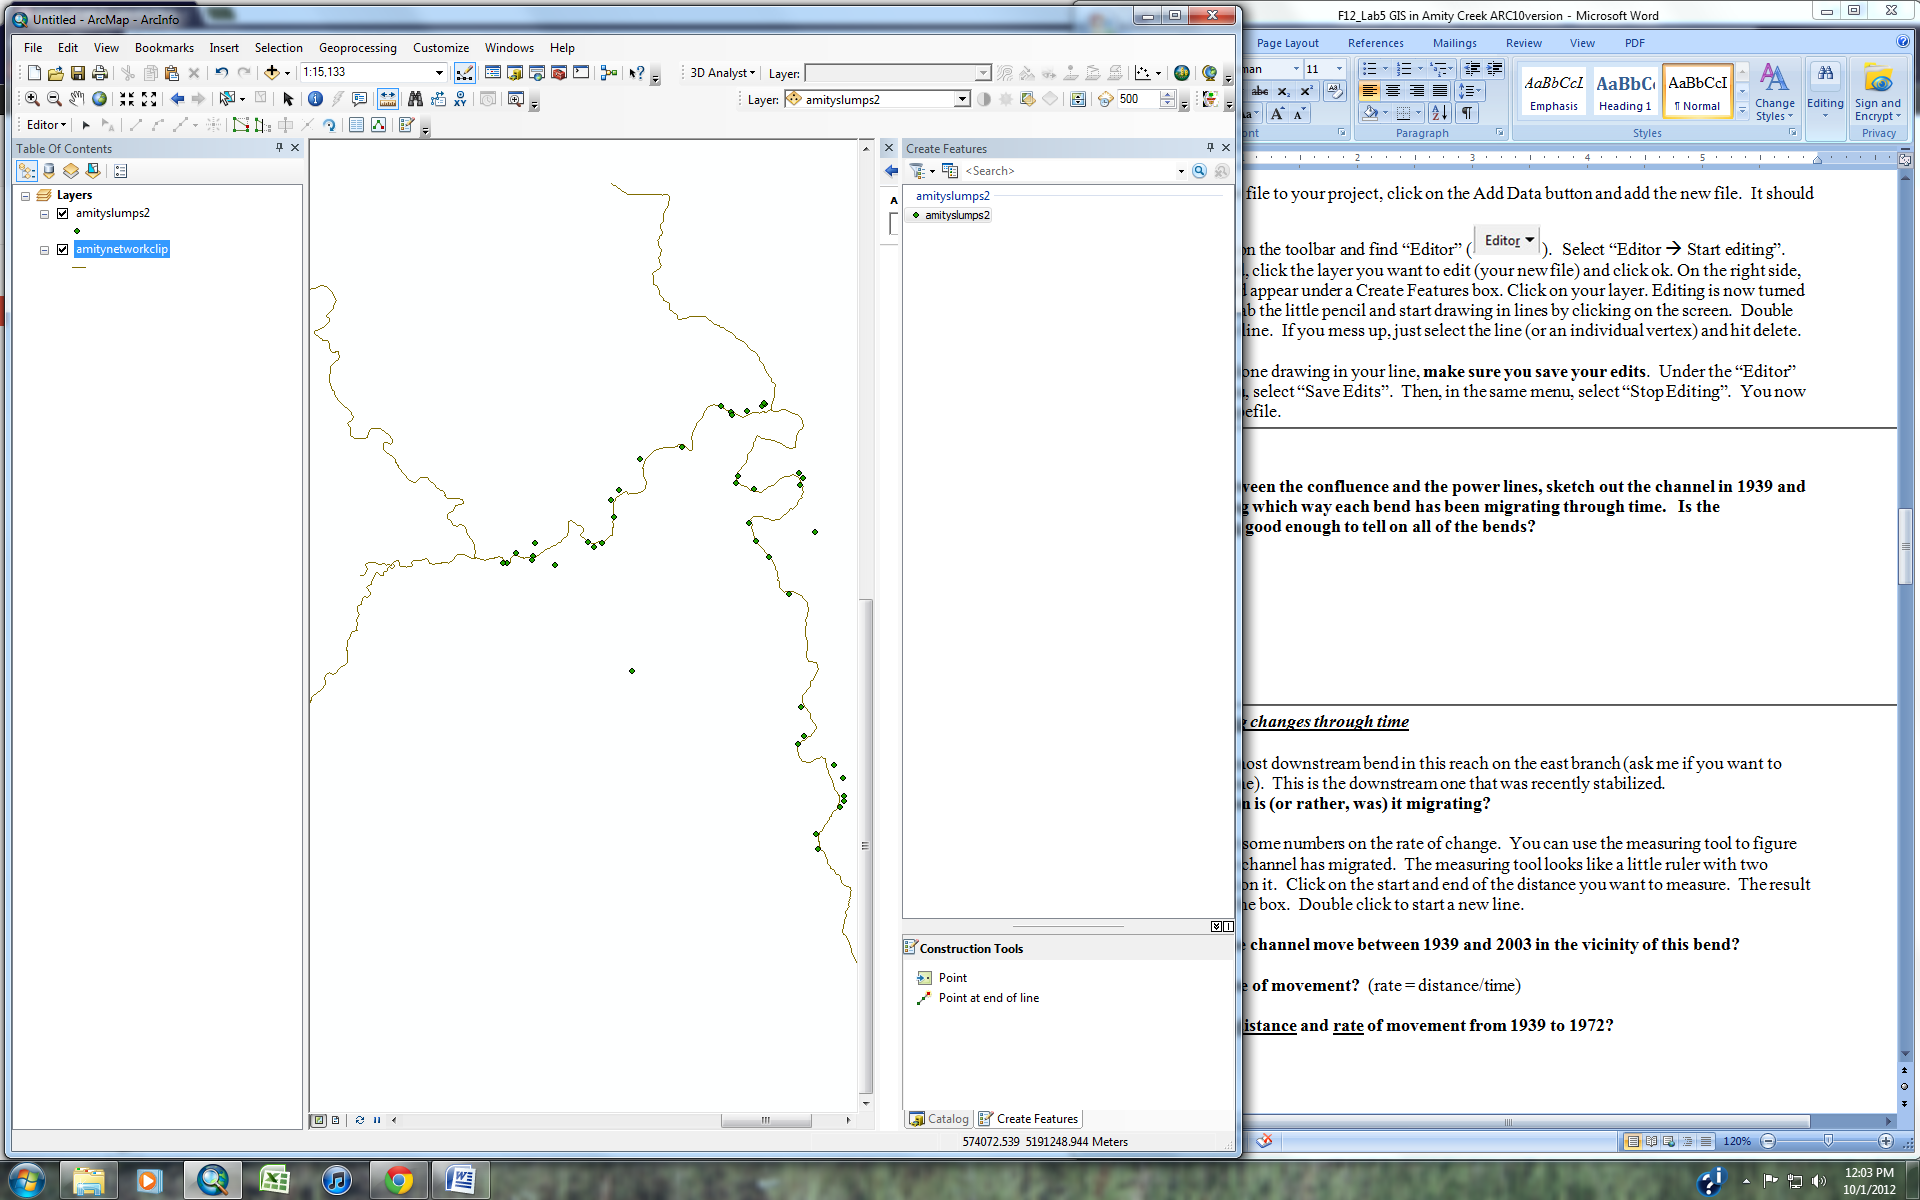 Untitled - ArcMap - ArcInfo
File Edit View Bookmarks Insert Selection Geoprocessing Customize Windows Help
1:15,133
3D Analyst
Layer:
Layer:
amityslumps2
500
Editor
Table Of Contents
Layers
amityslumps2
amitynetworkclip
Create Features
<Search>
amityslumps2
amityslumps2
A
Construction Tools
Point
Point at end of line
Catalog
Create Features
574072.539 5191248.944 Meters
F12_Lab5 GIS in Amity Creek ARC10version - Microsoft Word
Page Layout References Mailings Review View PDF
man
11
abc
AaBbCcI
Emphasis
AaBbC
Heading 1
AaBbCcI
¶ Normal
Change Styles
Editing
Sign and Encrypt
ont
Paragraph
Styles
Privacy
2 3 4 5
file to your project, click on the Add Data button and add the new file. It should
on the toolbar and find “Editor” ( Editor ). Select “Editor → Start editing”.
, click the layer you want to edit (your new file) and click ok. On the right side,
d appear under a Create Features box. Click on your layer. Editing is now turned
b the little pencil and start drawing in lines by clicking on the screen. Double
line. If you mess up, just select the line (or an individual vertex) and hit delete.
one drawing in your line, make sure you save your edits. Under the “Editor”
, select “Save Edits”. Then, in the same menu, select “Stop Editing”. You now
efile.
ween the confluence and the power lines, sketch out the channel in 1939 and
g which way each bend has been migrating through time. Is the
good enough to tell on all of the bends?
g changes through time
ost downstream bend in this reach on the east branch (ask me if you want to
e). This is the downstream one that was recently stabilized.
n is (or rather, was) it migrating?
some numbers on the rate of change. You can use the measuring tool to figure
channel has migrated. The measuring tool looks like a little ruler with two
on it. Click on the start and end of the distance you want to measure. The result
e box. Double click to start a new line.
e channel move between 1939 and 2003 in the vicinity of this bend?
e of movement? (rate = distance/time)
istance and rate of movement from 1939 to 1972?
120%
12:03 PM
10/1/2012